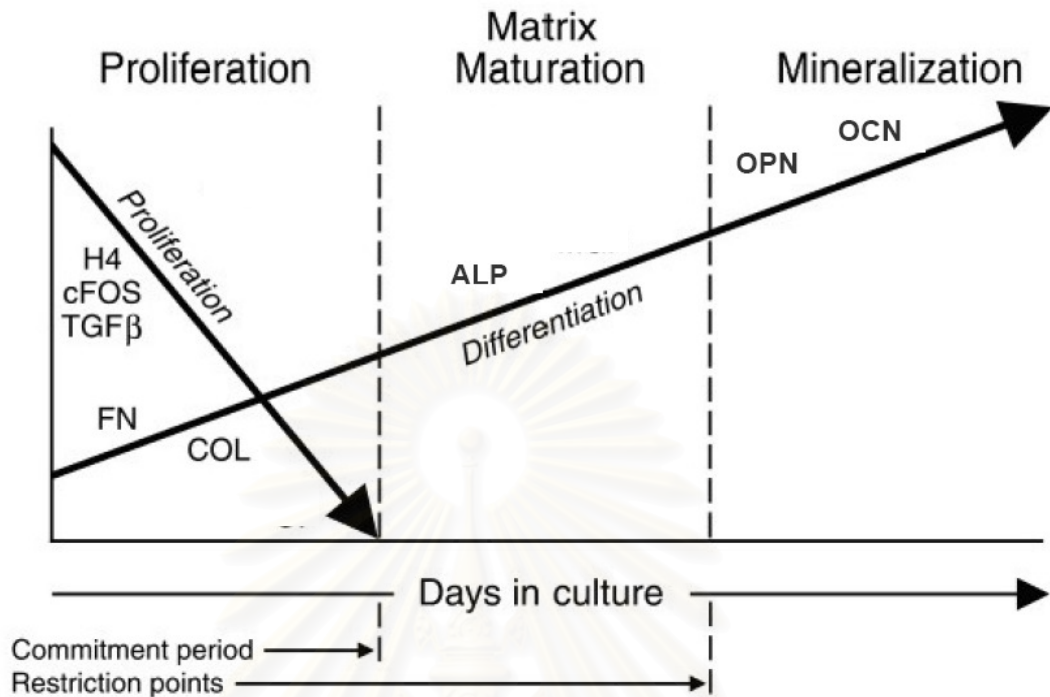 Proliferation
Matrix
Maturation
Mineralization
Proliferation
H4
cFOS
TGFβ
FN
COL
ALP
Differentiation
OPN
OCN
Days in culture
Commitment period
Restriction points